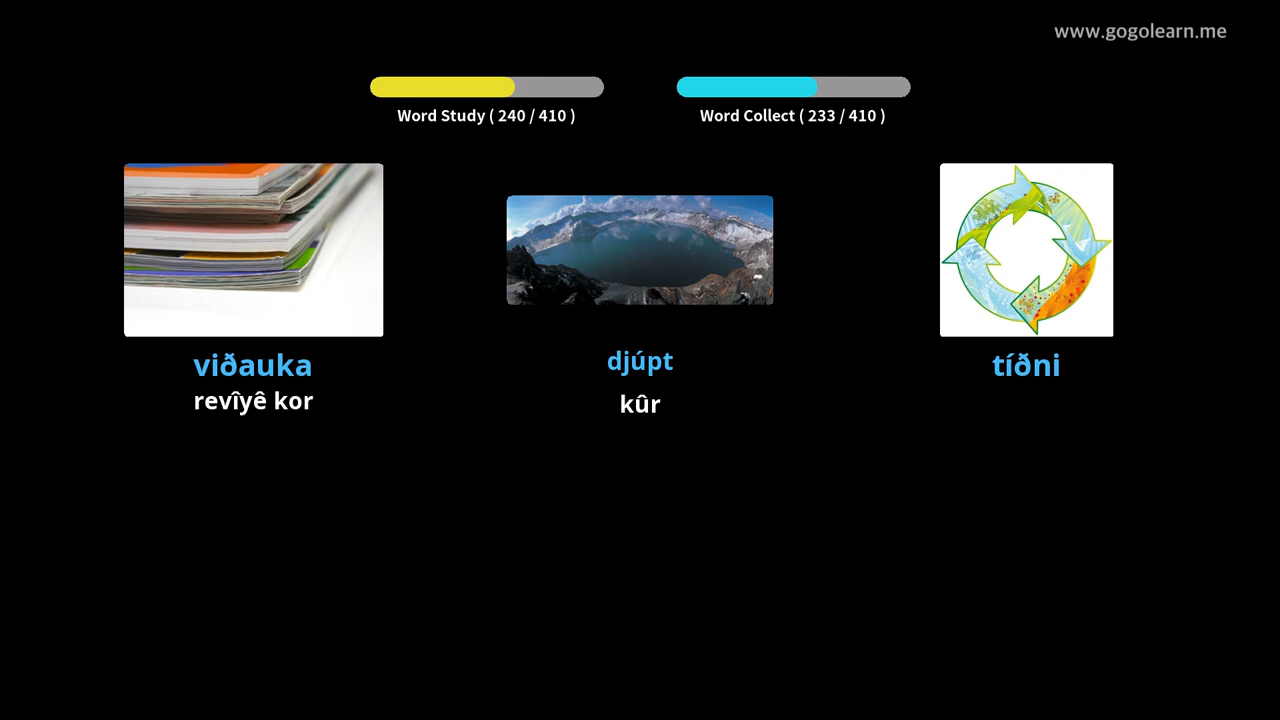 www.gogolearn.me
Word Study ( 240 / 410 )
Word Collect ( 233 / 410 )
viðauka
revîyê kor
djúpt
kûr
tíðni